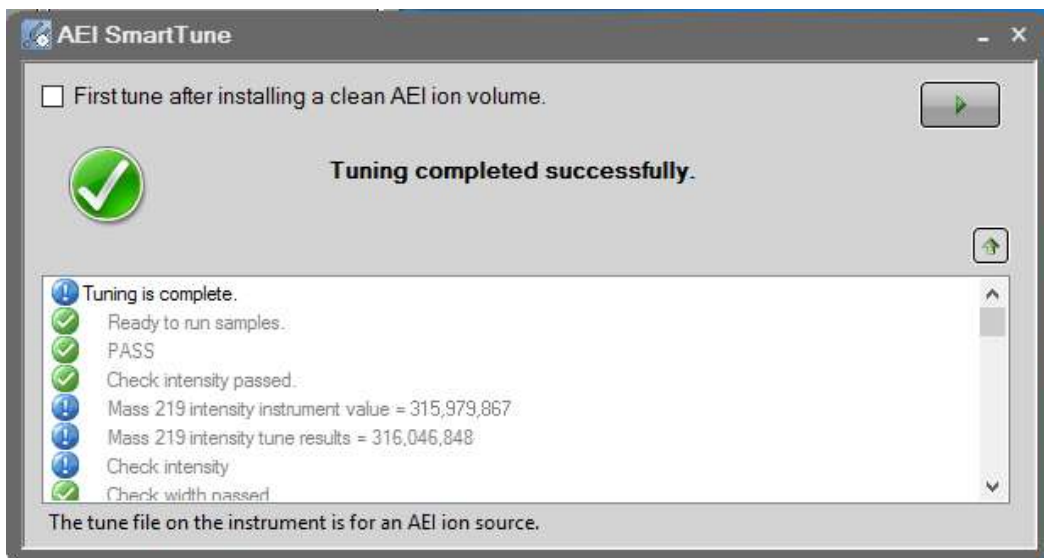 AEI SmartTune
First tune after installing a clean AEI ion volume.
Tuning completed successfully.
Tuning is complete.
Ready to run samples.
PASS
Check intensity passed.
Mass 219 intensity instrument value = 315,979,867
Mass 219 intensity tune results = 316,046,848
Check intensity
Check width passed
The tune file on the instrument is for an AEI ion source.